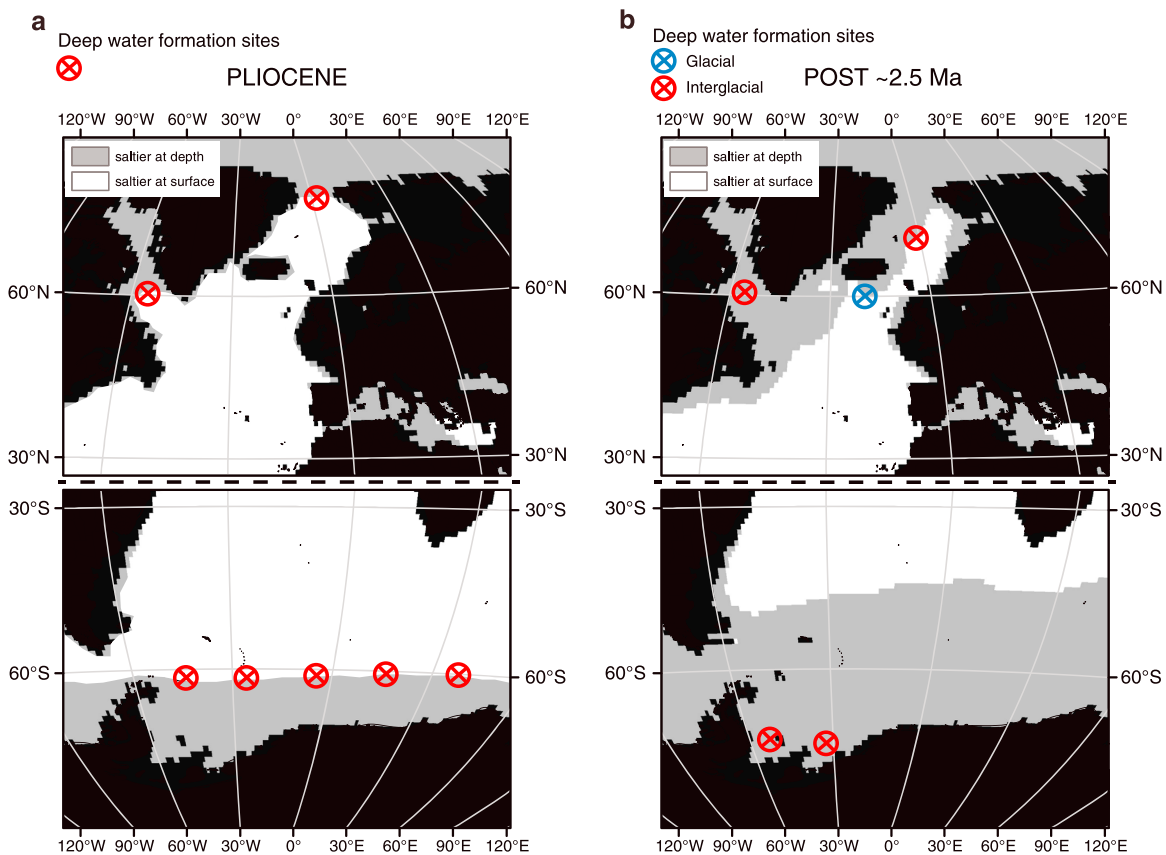 a
Deep water formation sites
PLIOCENE
120°W 90°W 60°W 30°W 0° 30°E 60°E 90°E 120°E
saltier at depth
saltier at surface
60°N 60°N
30°N 30°N
30°S 30°S
60°S 60°S
120°W 90°W 60°W 30°W 0° 30°E 60°E 90°E 120°E
b
Deep water formation sites
Glacial
Interglacial
POST ~2.5 Ma
120°W 90°W 60°W 30°W 0° 30°E 60°E 90°E 120°E
saltier at depth
saltier at surface
60°N 60°N
30°N 30°N
30°S 30°S
60°S 60°S
120°W 90°W 60°W 30°W 0° 30°E 60°E 90°E 120°E